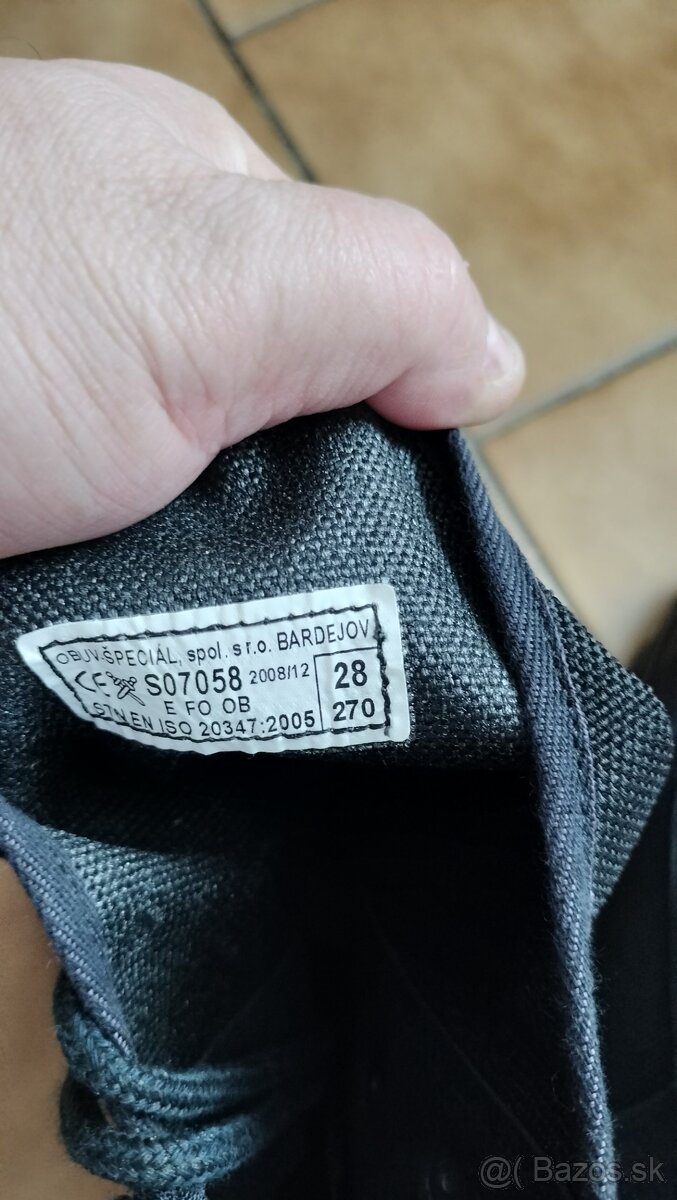 OBUV.ŠPECIÁL, spol. s r.o. BARDEJOV
CE S07058 2008/12 28
E FO OB
STN EN ISO 20347:2005 270
@( Bazos.sk